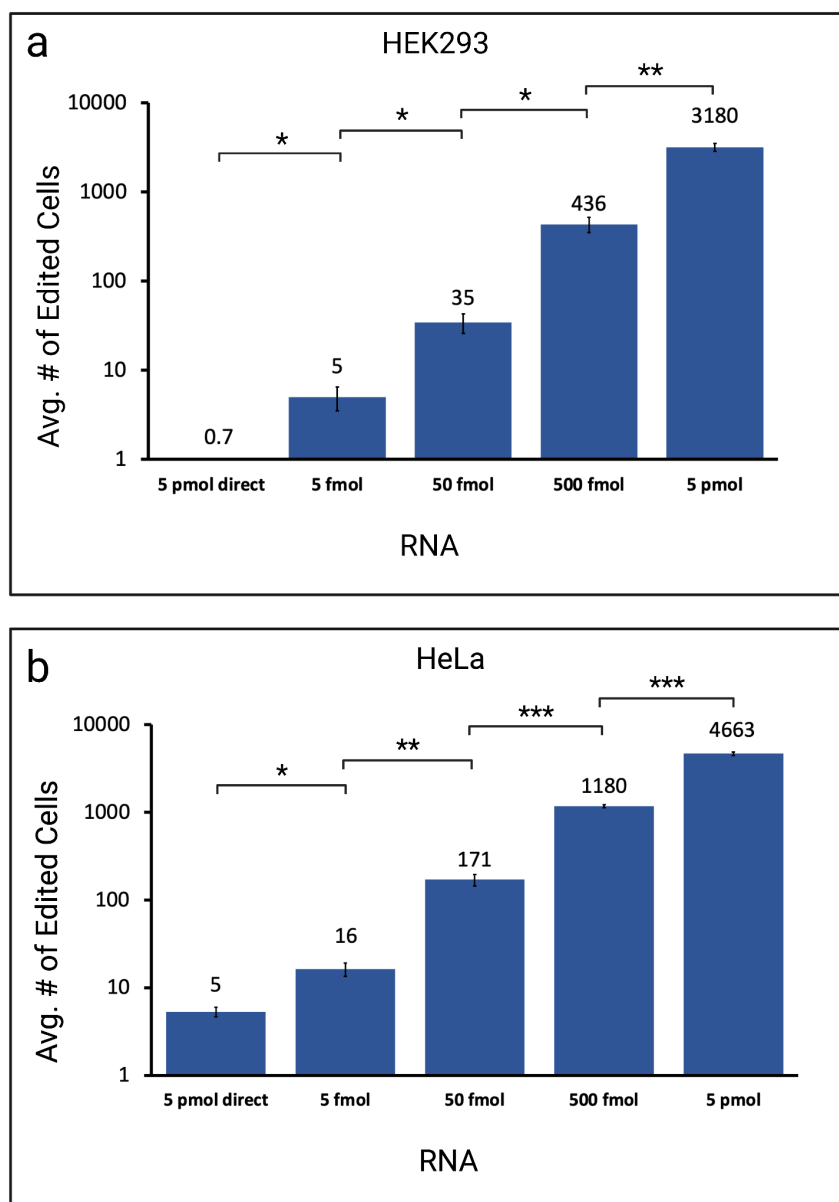 a
HEK293
Avg. # of Edited Cells
10000
1000
100
10
1
* * * **
0.7 5 35 436 3180
5 pmol direct 5 fmol 50 fmol 500 fmol 5 pmol
RNA
b
HeLa
Avg. # of Edited Cells
10000
1000
100
10
1
* ** *** ***
5 16 171 1180 4663
5 pmol direct 5 fmol 50 fmol 500 fmol 5 pmol
RNA